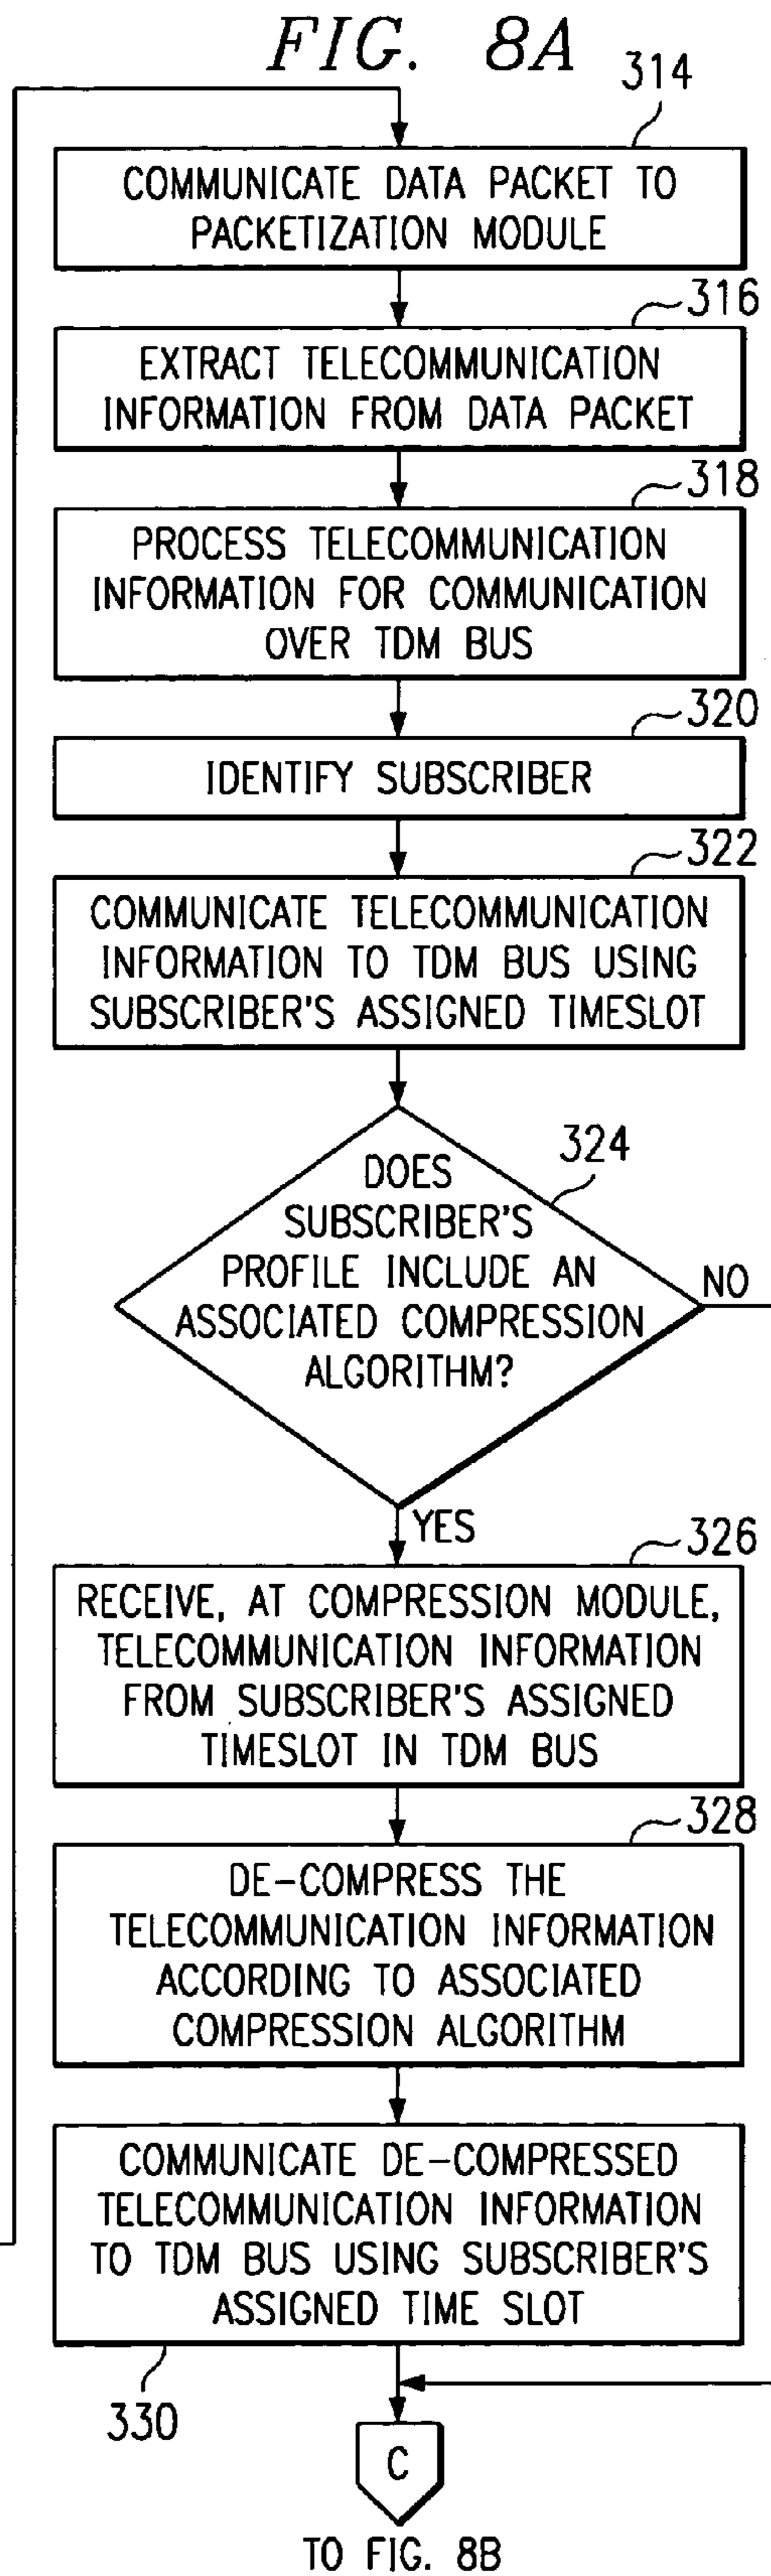 FIG. 8A
314
COMMUNICATE DATA PACKET TO
PACKETIZATION MODULE
316
EXTRACT TELECOMMUNICATION
INFORMATION FROM DATA PACKET
318
PROCESS TELECOMMUNICATION
INFORMATION FOR COMMUNICATION
OVER TDM BUS
320
IDENTIFY SUBSCRIBER
322
COMMUNICATE TELECOMMUNICATION
INFORMATION TO TDM BUS USING
SUBSCRIBER'S ASSIGNED TIMESLOT
324
DOES
SUBSCRIBER'S
PROFILE INCLUDE AN
ASSOCIATED COMPRESSION
ALGORITHM?
NO
YES
326
RECEIVE, AT COMPRESSION MODULE,
TELECOMMUNICATION INFORMATION
FROM SUBSCRIBER'S ASSIGNED
TIMESLOT IN TDM BUS
328
DE-COMPRESS THE
TELECOMMUNICATION INFORMATION
ACCORDING TO ASSOCIATED
COMPRESSION ALGORITHM
COMMUNICATE DE-COMPRESSED
TELECOMMUNICATION INFORMATION
TO TDM BUS USING SUBSCRIBER'S
ASSIGNED TIME SLOT
330
C
TO FIG. 8B